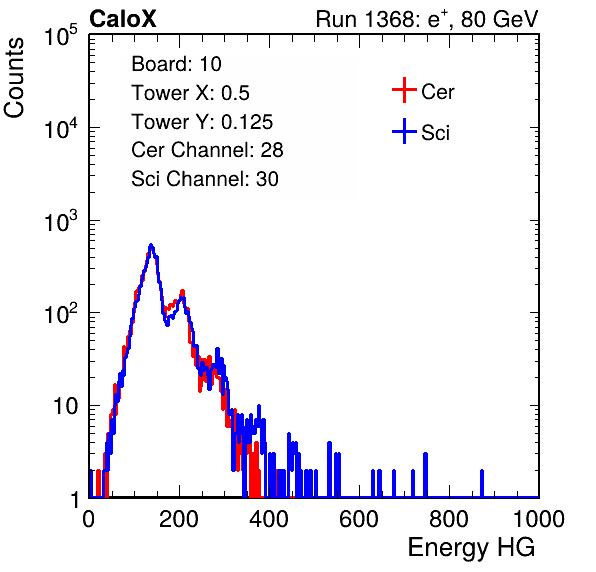 CaloX Run 1368: e⁺, 80 GeV
Counts
10⁵
10⁴
10³
10²
10
1
Board: 10
Tower X: 0.5
Tower Y: 0.125
Cer Channel: 28
Sci Channel: 30
Cer
Sci
0 200 400 600 800 1000
Energy HG